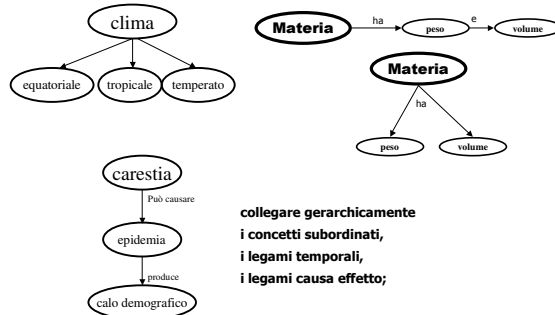 clima
equatoriale tropicale temperato
Materia ha peso e volume
Materia
ha
peso volume
carestia
Può causare
epidemia
produce
calo demografico
collegare gerarchicamente
i concetti subordinati,
i legami temporali,
i legami causa effetto;